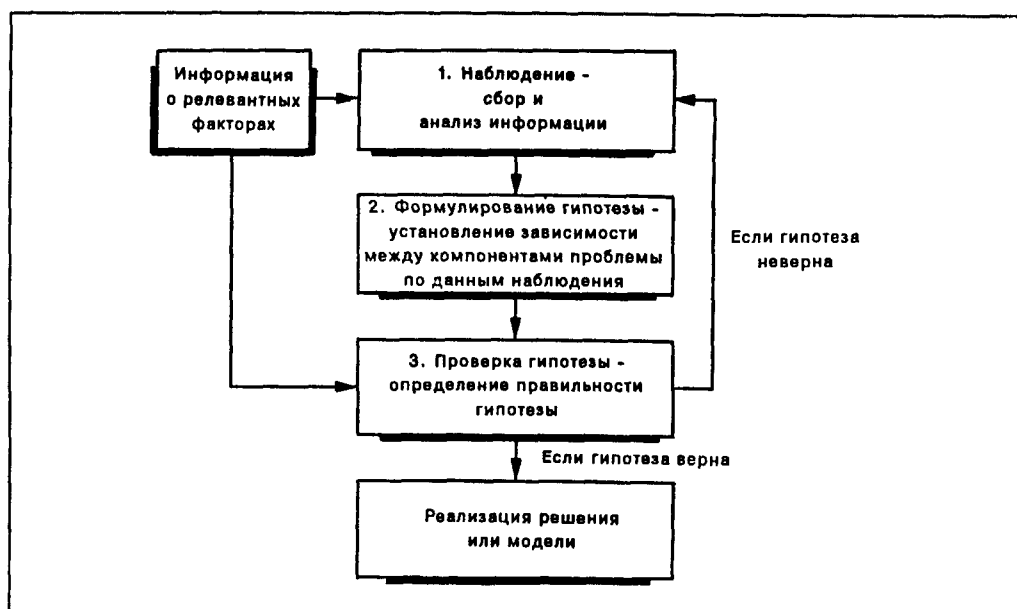 Информация
о релевантных
факторах
1. Наблюдение -
сбор и
анализ информации
2. Формулирование гипотезы -
установление зависимости
между компонентами проблемы
по данным наблюдения
Если гипотеза
неверна
3. Проверка гипотезы -
определение правильности
гипотезы
Если гипотеза верна
Реализация решения
или модели